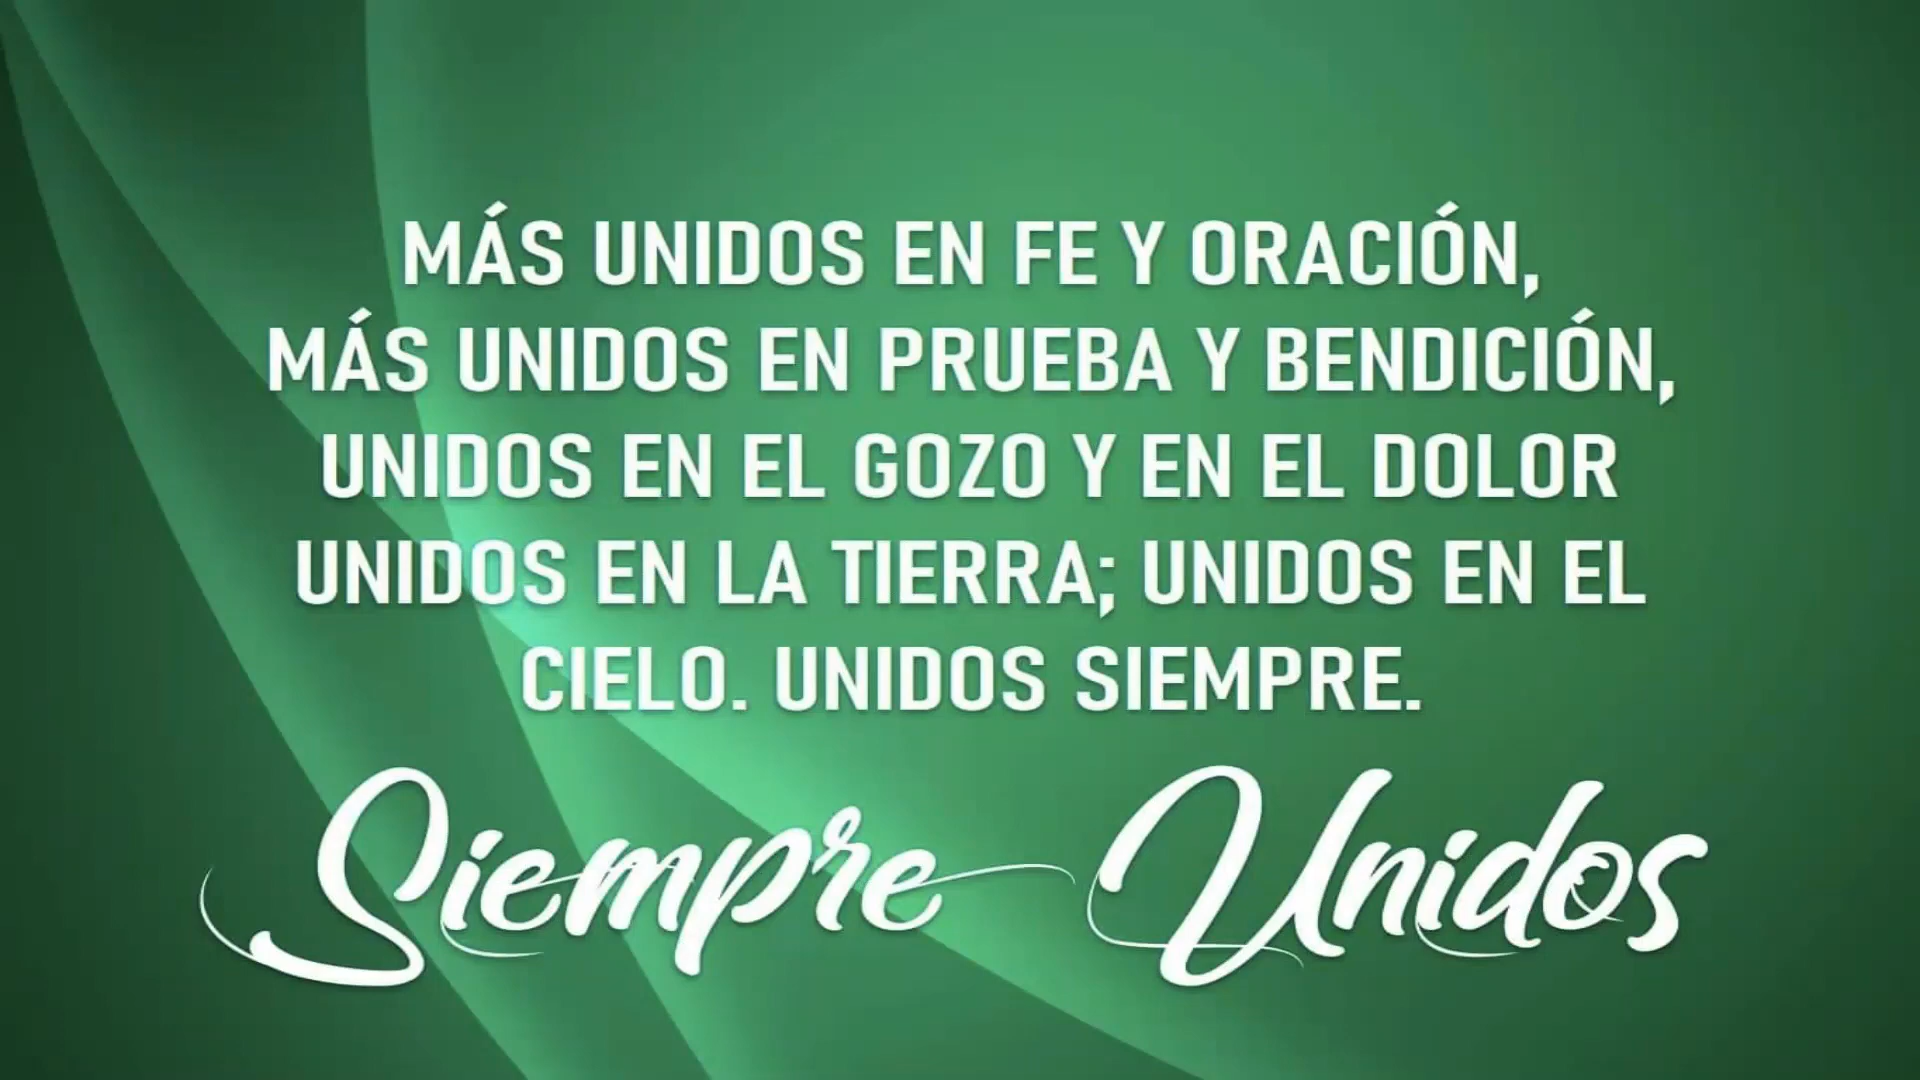 MÁS UNIDOS EN FE Y ORACIÓN,
MÁS UNIDOS EN PRUEBA Y BENDICIÓN,
UNIDOS EN EL GOZO Y EN EL DOLOR
UNIDOS EN LA TIERRA; UNIDOS EN EL
CIELO. UNIDOS SIEMPRE.
Siempre Unidos